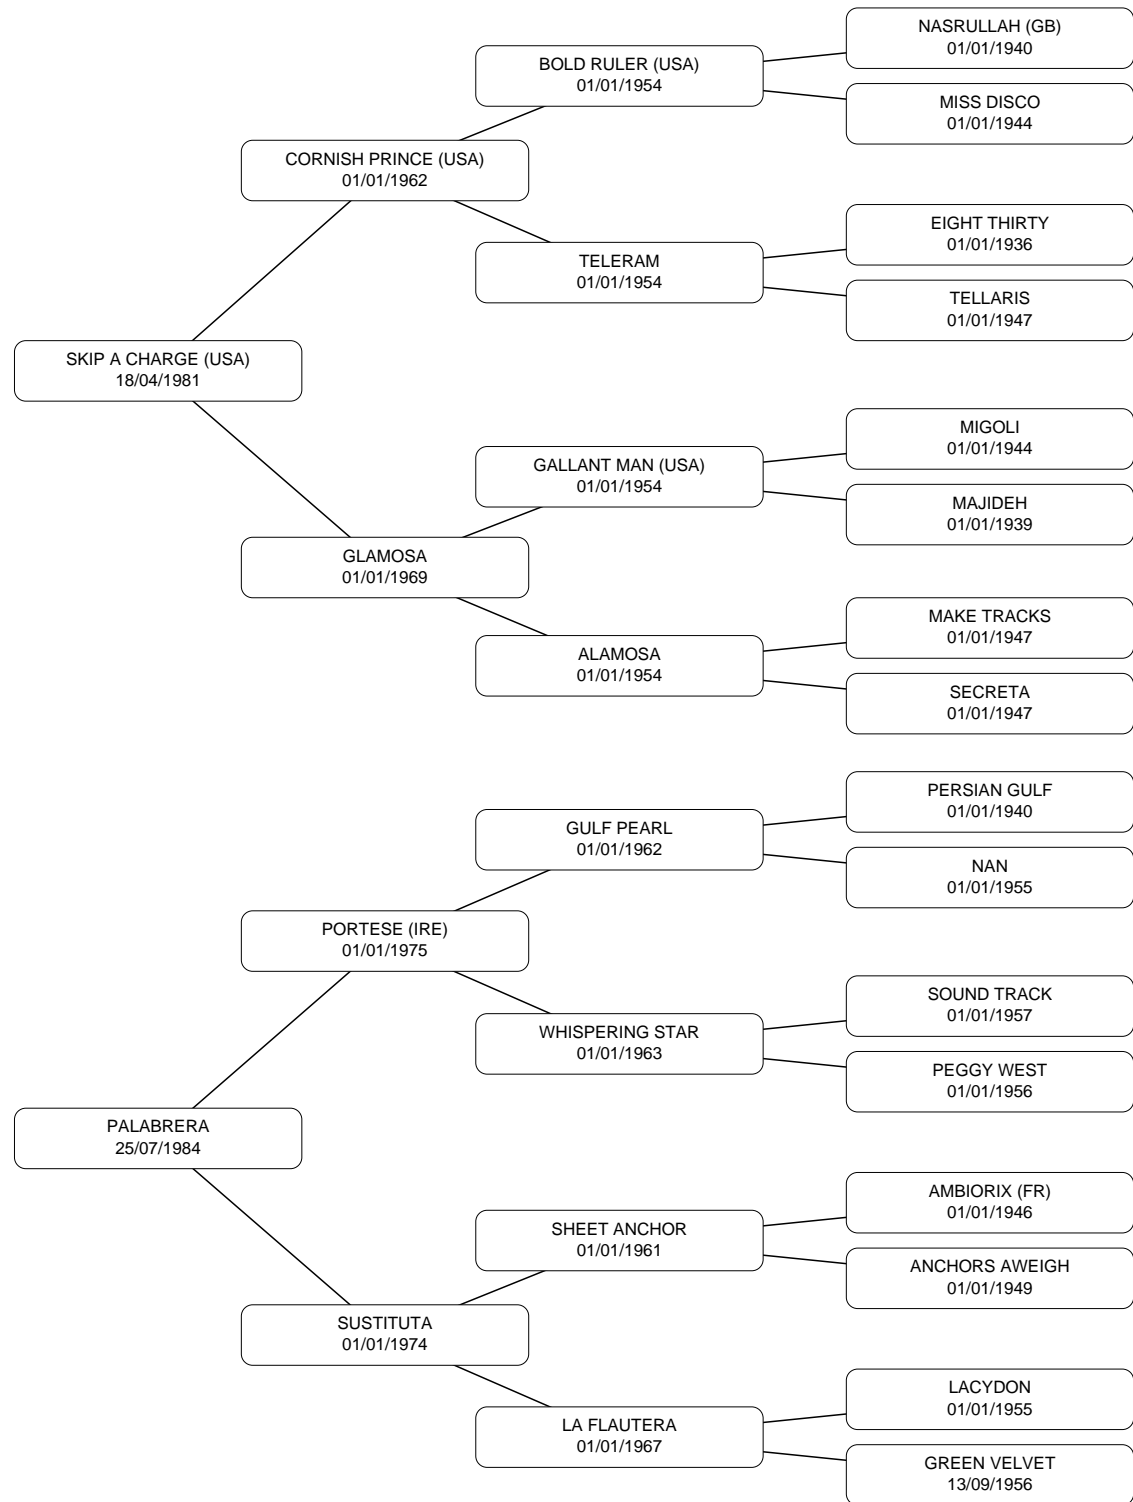 NASRULLAH (GB)
01/01/1940
BOLD RULER (USA)
01/01/1954
MISS DISCO
01/01/1944
CORNISH PRINCE (USA)
01/01/1962
EIGHT THIRTY
01/01/1936
TELERAM
01/01/1954
TELLARIS
01/01/1947
SKIP A CHARGE (USA)
18/04/1981
MIGOLI
01/01/1944
GALLANT MAN (USA)
01/01/1954
MAJIDEH
01/01/1939
GLAMOSA
01/01/1969
MAKE TRACKS
01/01/1947
ALAMOSA
01/01/1954
SECRETA
01/01/1947
PERSIAN GULF
01/01/1940
GULF PEARL
01/01/1962
NAN
01/01/1955
PORTESE (IRE)
01/01/1975
SOUND TRACK
01/01/1957
WHISPERING STAR
01/01/1963
PEGGY WEST
01/01/1956
PALABRERA
25/07/1984
AMBIORIX (FR)
01/01/1946
SHEET ANCHOR
01/01/1961
ANCHORS AWEIGH
01/01/1949
SUSTITUTA
01/01/1974
LACYDON
01/01/1955
LA FLAUTERA
01/01/1967
GREEN VELVET
13/09/1956